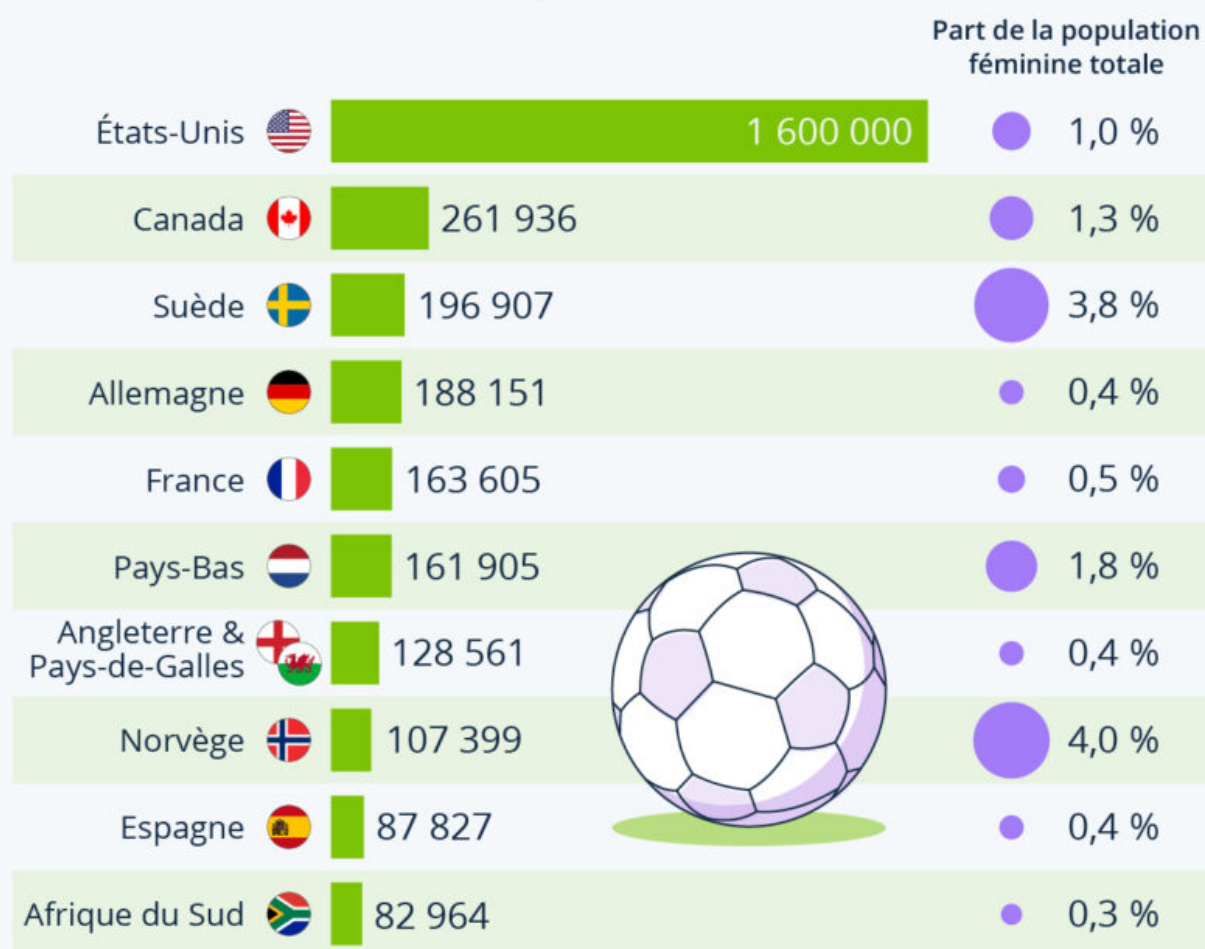 Part de la population
féminine totale
États-Unis 1 600 000 1,0 %
Canada 261 936 1,3 %
Suède 196 907 3,8 %
Allemagne 188 151 0,4 %
France 163 605 0,5 %
Pays-Bas 161 905 1,8 %
Angleterre &
Pays-de-Galles 128 561 0,4 %
Norvège 107 399 4,0 %
Espagne 87 827 0,4 %
Afrique du Sud 82 964 0,3 %